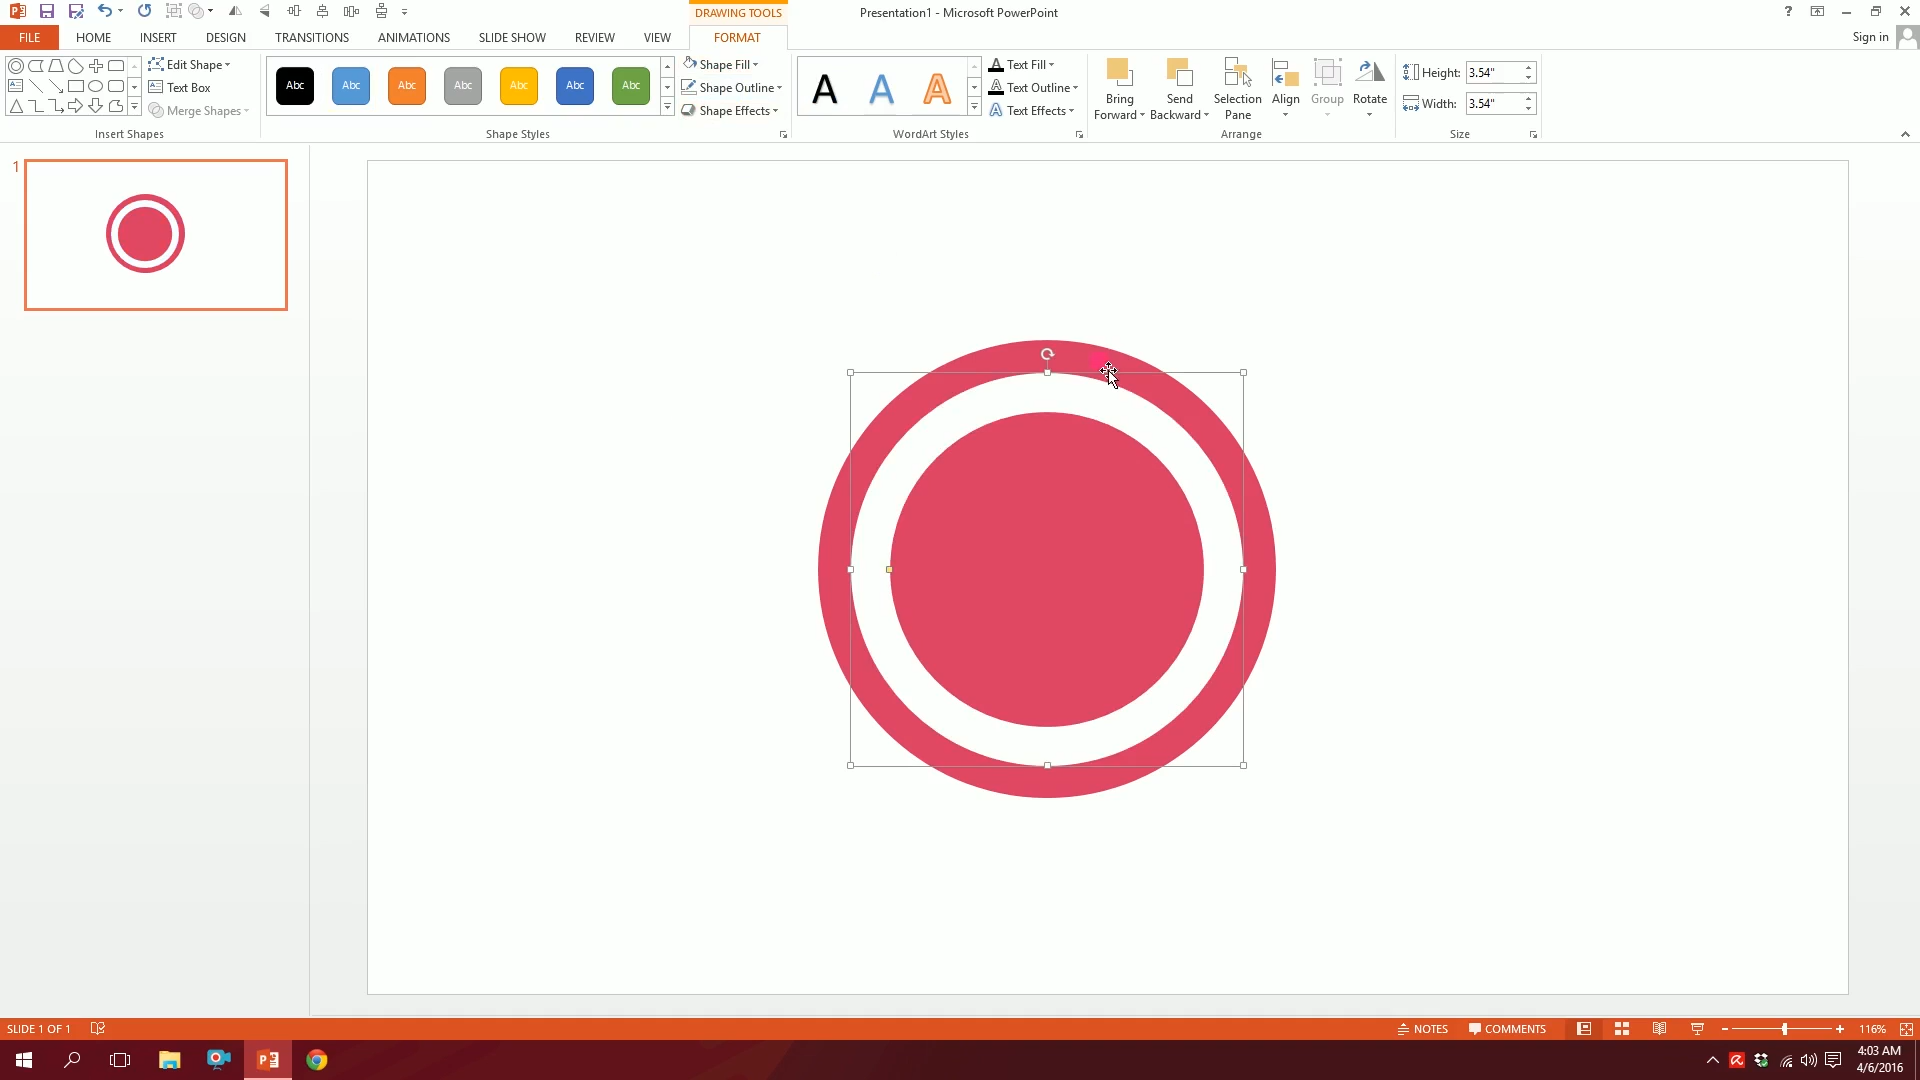 DRAWING TOOLS
Presentation1 - Microsoft PowerPoint
?
FILE HOME INSERT DESIGN TRANSITIONS ANIMATIONS SLIDE SHOW REVIEW VIEW FORMAT
Sign in
Edit Shape
Text Box
Merge Shapes
Insert Shapes
Abc Abc Abc Abc Abc Abc Abc
Shape Fill
Shape Outline
Shape Effects
Shape Styles
A A A
Text Fill
Text Outline
Text Effects
WordArt Styles
Bring Forward
Send Backward
Selection Pane
Align
Group
Rotate
Arrange
Height: 3.54"
Width: 3.54"
Size
1
SLIDE 1 OF 1
NOTES
COMMENTS
116%
4:03 AM
4/6/2016